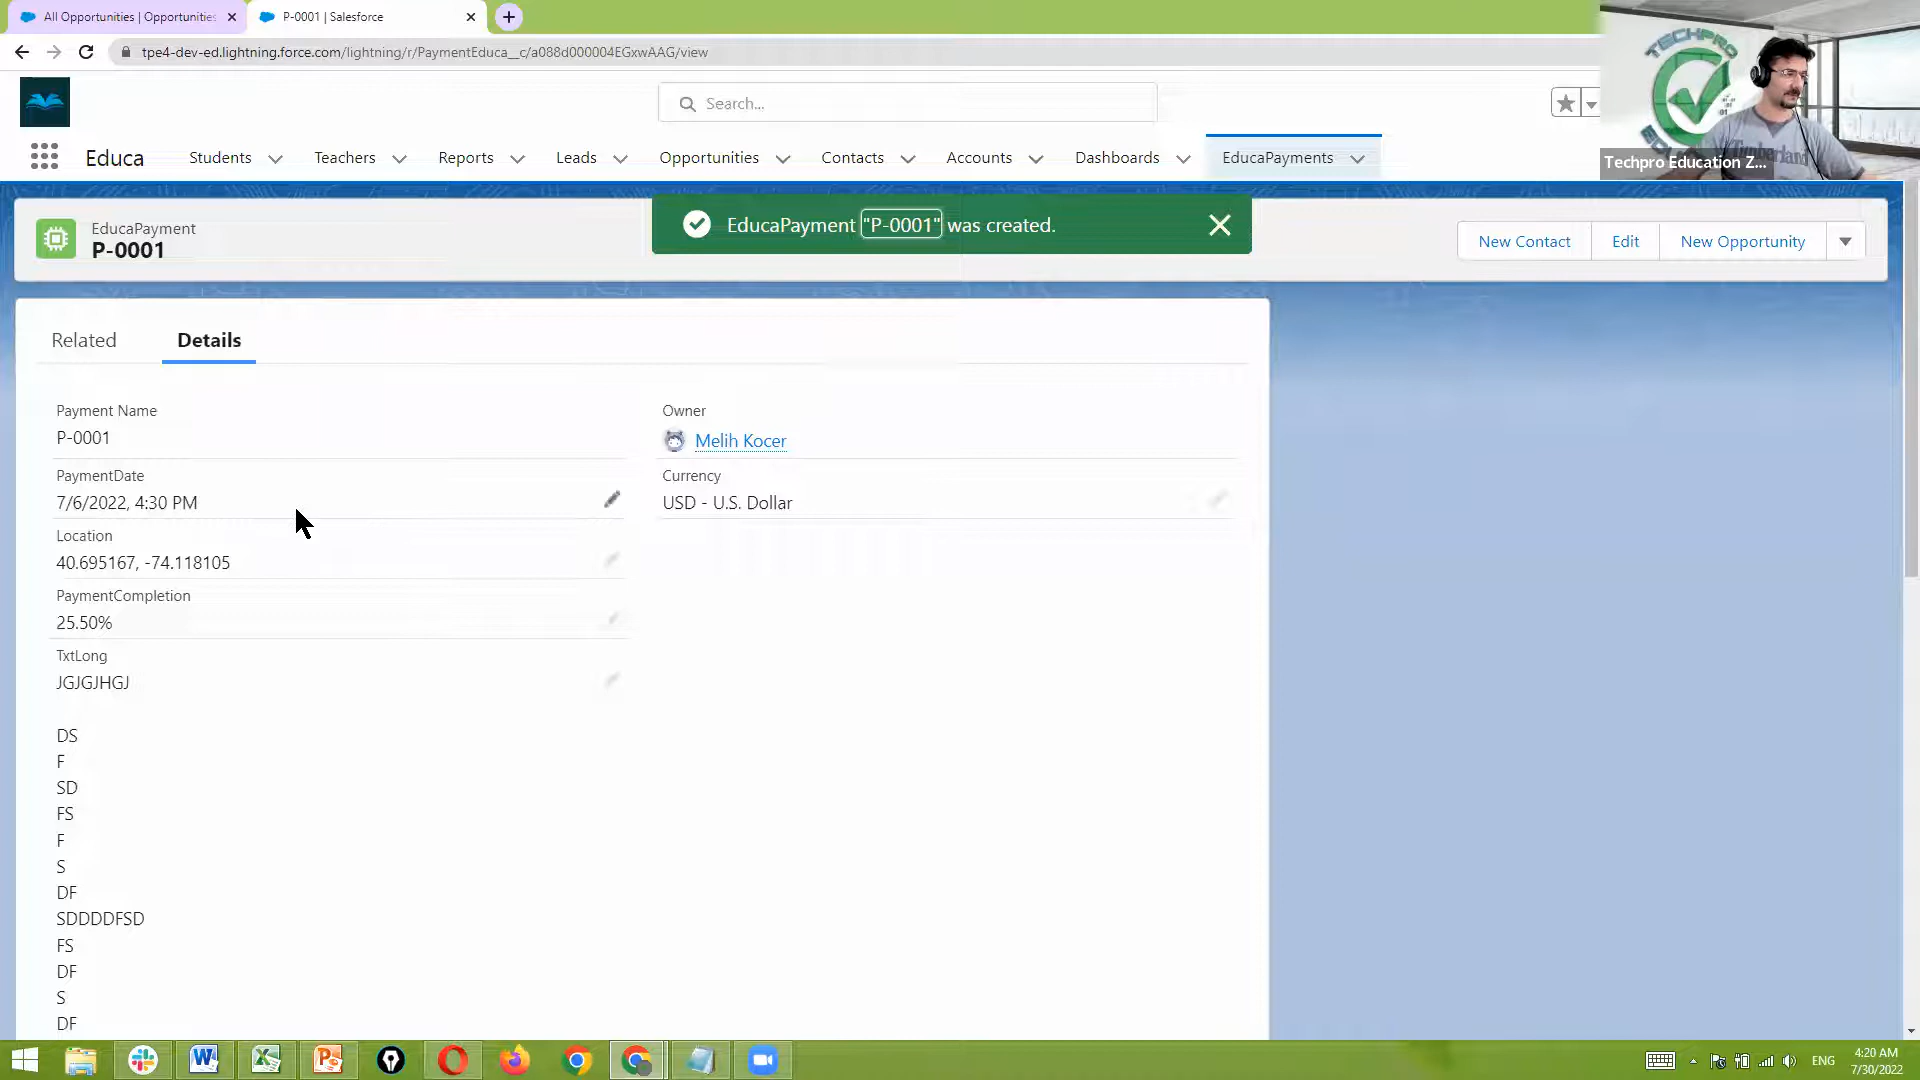 All Opportunities | Opportunities
P-0001 | Salesforce
tpe4-dev-ed.lightning.force.com/lightning/r/PaymentEduca__c/a088d000004EGxwAAG/view
Search...
TECHPRO
Timberland
Techpro Education Z...
Educa
Students
Teachers
Reports
Leads
Opportunities
Contacts
Accounts
Dashboards
EducaPayments
EducaPayment
P-0001
EducaPayment "P-0001" was created.
New Contact
Edit
New Opportunity
Related
Details
Payment Name
P-0001
Owner
Melih Kocer
PaymentDate
7/6/2022, 4:30 PM
Currency
USD - U.S. Dollar
Location
40.695167, -74.118105
PaymentCompletion
25.50%
TxtLong
JGJGJHGJ
DS
F
SD
FS
F
S
DF
SDDDDFSD
FS
DF
S
DF
ENG
4:20 AM
7/30/2022